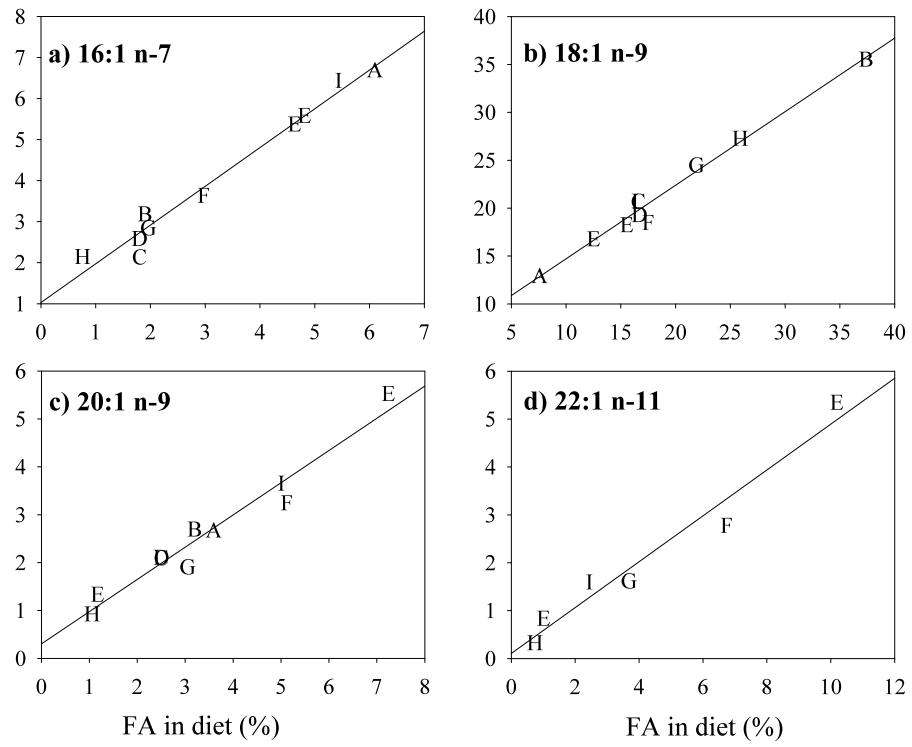 a) 16:1 n-7
8
7
6
5
4
3
2
1
0 1 2 3 4 5 6 7
A
I
E
E
F
B
G
D
H
C
b) 18:1 n-9
40
35
30
25
20
15
10
5 10 15 20 25 30 35 40
B
H
G
C
D
F
E
E
A
c) 20:1 n-9
6
5
4
3
2
1
0
0 1 2 3 4 5 6 7 8
E
I
F
B
A
D
G
E
H
FA in diet (%)
d) 22:1 n-11
6
5
4
3
2
1
0
0 2 4 6 8 10 12
E
F
I
G
E
H
FA in diet (%)